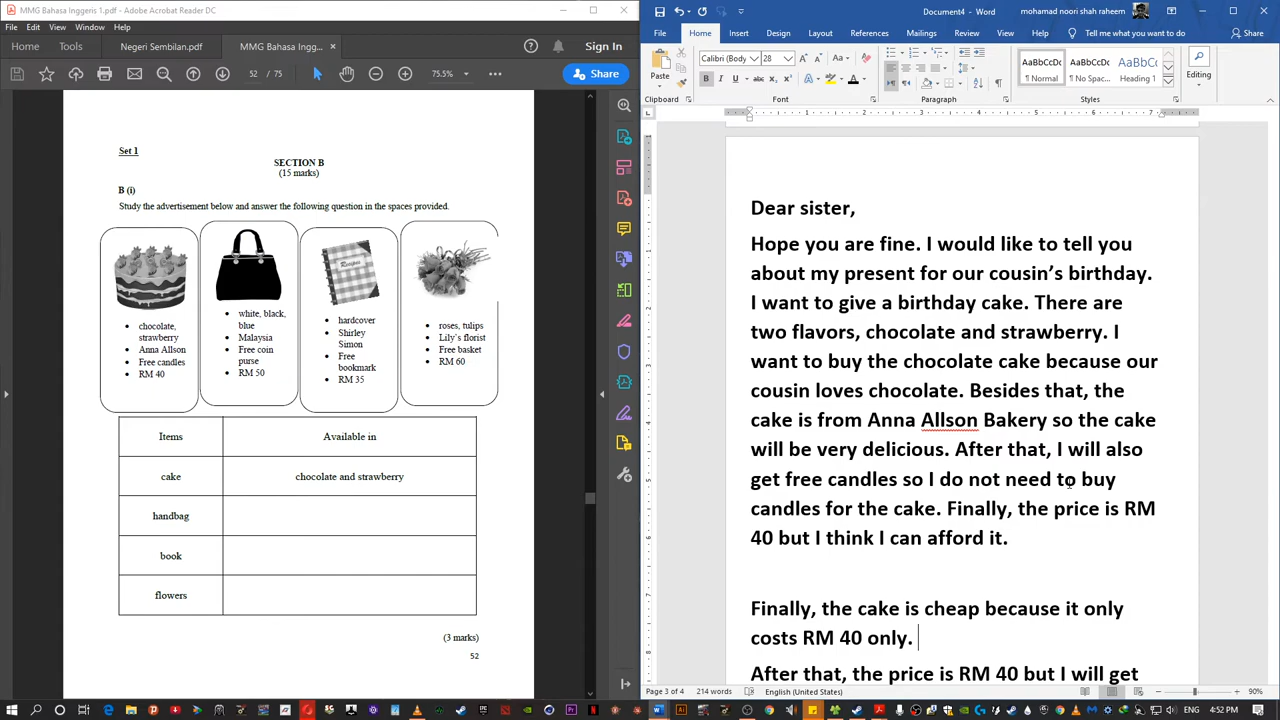 MMG Bahasa Inggeris 1.pdf - Adobe Acrobat Reader DC
File Edit View Window Help
Home Tools Negeri Sembilan.pdf MMG Bahasa Ingg... × Sign In
52 / 75 75.5% Share
Set 1
SECTION B
(15 marks)
B (i)
Study the advertisement below and answer the following question in the spaces provided.
• chocolate,
strawberry
• Anna Allson
• Free candles
• RM 40
• white, black,
blue
• Malaysia
• Free coin
purse
• RM 50
Recipes
• hardcover
• Shirley
Simon
• Free
bookmark
• RM 35
• roses, tulips
• Lily's florist
• Free basket
• RM 60
Items Available in
cake chocolate and strawberry
handbag
book
flowers
(3 marks)
52
Document4 - Word mohamad noori shah raheem
File Home Insert Design Layout References Mailings Review View Help Tell me what you want to do Share
Paste
Calibri (Body) 28
AaBbCcDc AaBbCcDc AaBbCc
¶ Normal ¶ No Spac... Heading 1
Editing
Clipboard Font Paragraph Styles
Dear sister,
Hope you are fine. I would like to tell you
about my present for our cousin’s birthday.
I want to give a birthday cake. There are
two flavors, chocolate and strawberry. I
want to buy the chocolate cake because our
cousin loves chocolate. Besides that, the
cake is from Anna Allson Bakery so the cake
will be very delicious. After that, I will also
get free candles so I do not need to buy
candles for the cake. Finally, the price is RM
40 but I think I can afford it.
Finally, the cake is cheap because it only
costs RM 40 only.
After that, the price is RM 40 but I will get
Page 3 of 4 214 words English (United States) 90%
4:52 PM